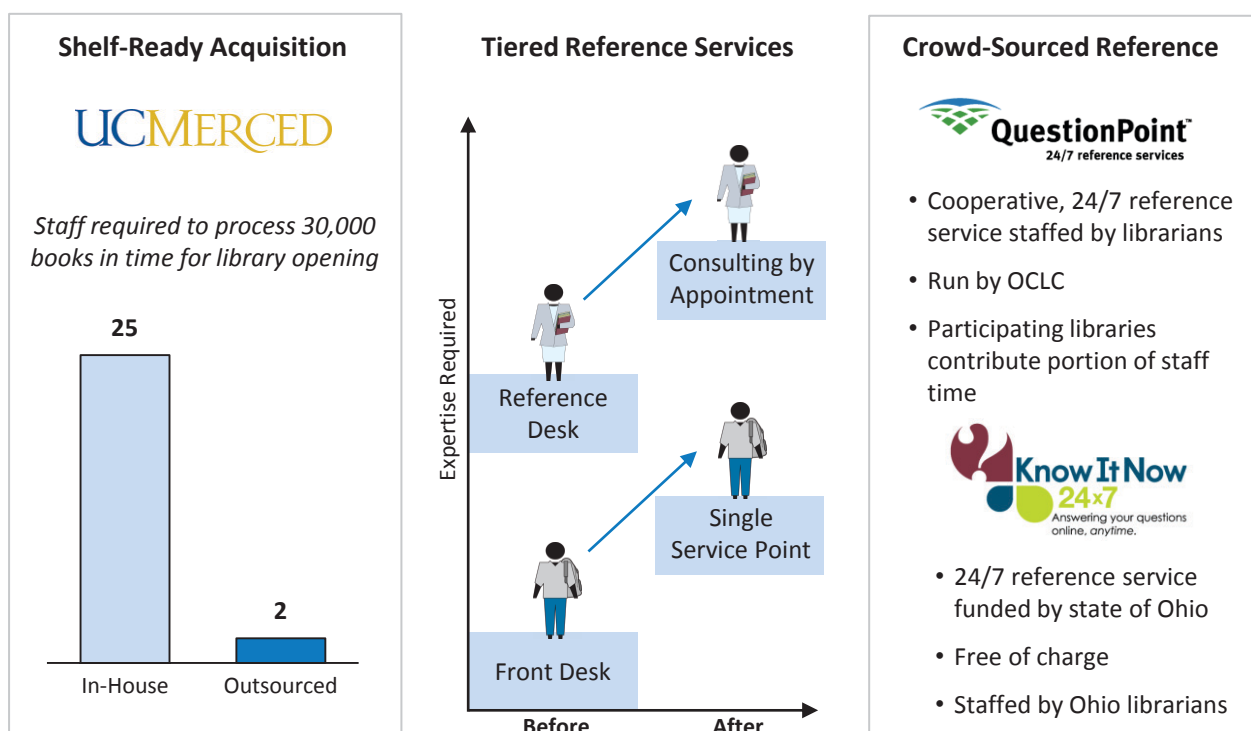 Shelf-Ready Acquisition
UCMERCED
Staff required to process 30,000
books in time for library opening
25
2
In-House
Outsourced
Tiered Reference Services
Expertise Required
Consulting by
Appointment
Reference
Desk
Single
Service Point
Front Desk
Before
After
Crowd-Sourced Reference
QuestionPoint™
24/7 reference services
• Cooperative, 24/7 reference
service staffed by librarians
• Run by OCLC
• Participating libraries
contribute portion of staff
time
Know It Now
24x7
Answering your questions
online, anytime.
• 24/7 reference service
funded by state of Ohio
• Free of charge
• Staffed by Ohio librarians